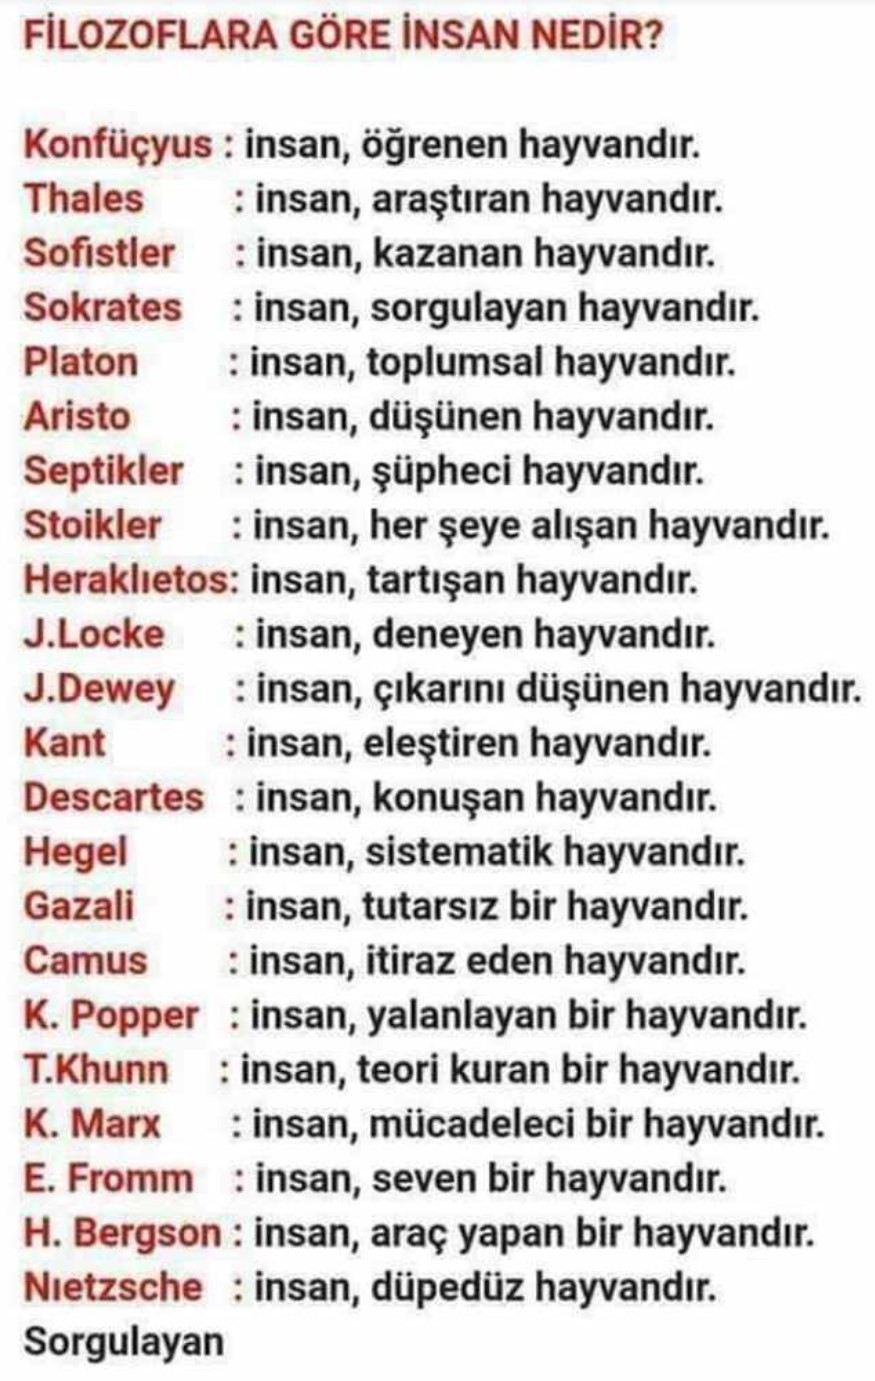 FİLOZOFLARA GÖRE İNSAN NEDİR?
Konfüçyus : insan, öğrenen hayvandır.
Thales : insan, araştıran hayvandır.
Sofistler : insan, kazanan hayvandır.
Sokrates : insan, sorgulayan hayvandır.
Platon : insan, toplumsal hayvandır.
Aristo : insan, düşünen hayvandır.
Septikler : insan, şüpheci hayvandır.
Stoikler : insan, her şeye alışan hayvandır.
Heraklıetos: insan, tartışan hayvandır.
J.Locke : insan, deneyen hayvandır.
J.Dewey : insan, çıkarını düşünen hayvandır.
Kant : insan, eleştiren hayvandır.
Descartes : insan, konuşan hayvandır.
Hegel : insan, sistematik hayvandır.
Gazali : insan, tutarsız bir hayvandır.
Camus : insan, itiraz eden hayvandır.
K. Popper : insan, yalanlayan bir hayvandır.
T.Khunn : insan, teori kuran bir hayvandır.
K. Marx : insan, mücadeleci bir hayvandır.
E. Fromm : insan, seven bir hayvandır.
H. Bergson : insan, araç yapan bir hayvandır.
Nıetzsche : insan, düpedüz hayvandır.
Sorgulayan